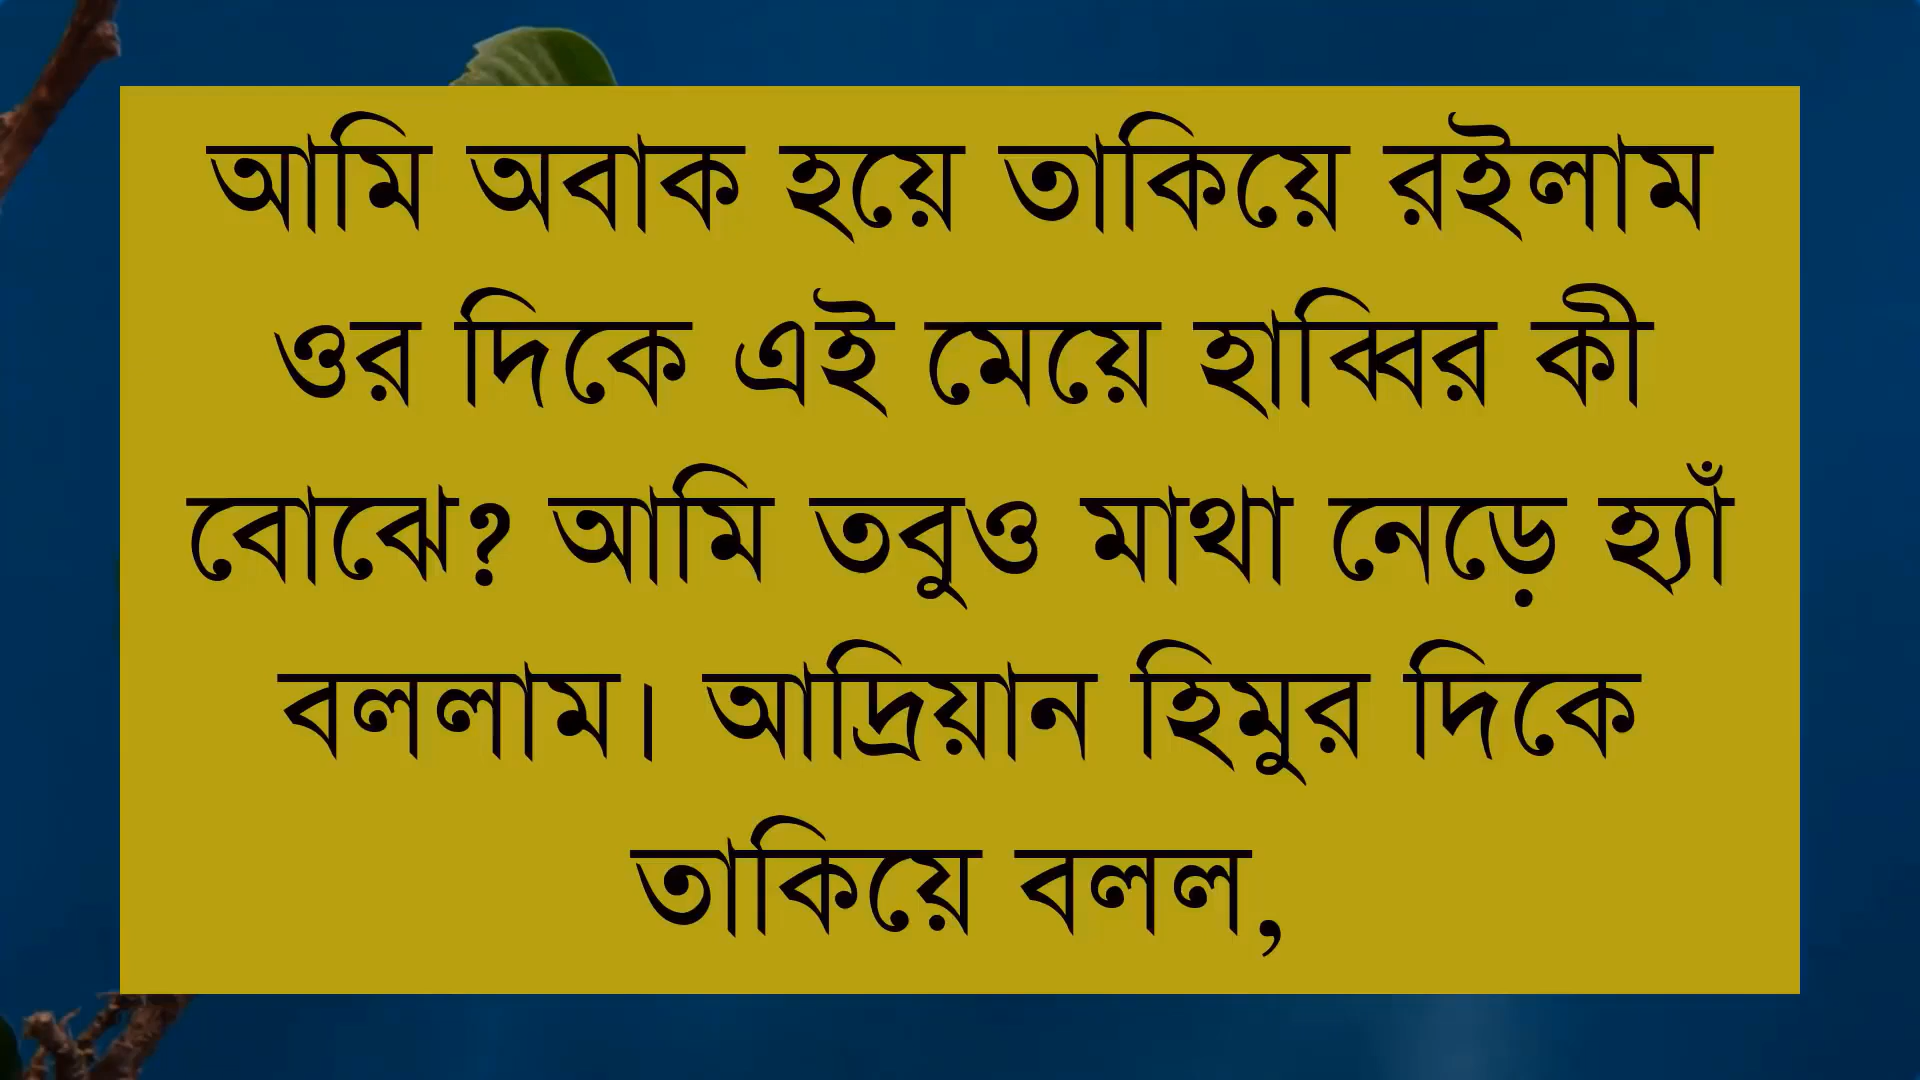 আমি অবাক হয়ে তাকিয়ে রইলাম
ওর দিকে এই মেয়ে হাব্বির কী
বোঝে? আমি তবুও মাথা নেড়ে হ্যাঁ
বললাম। আদ্রিয়ান হিমুর দিকে
তাকিয়ে বলল,